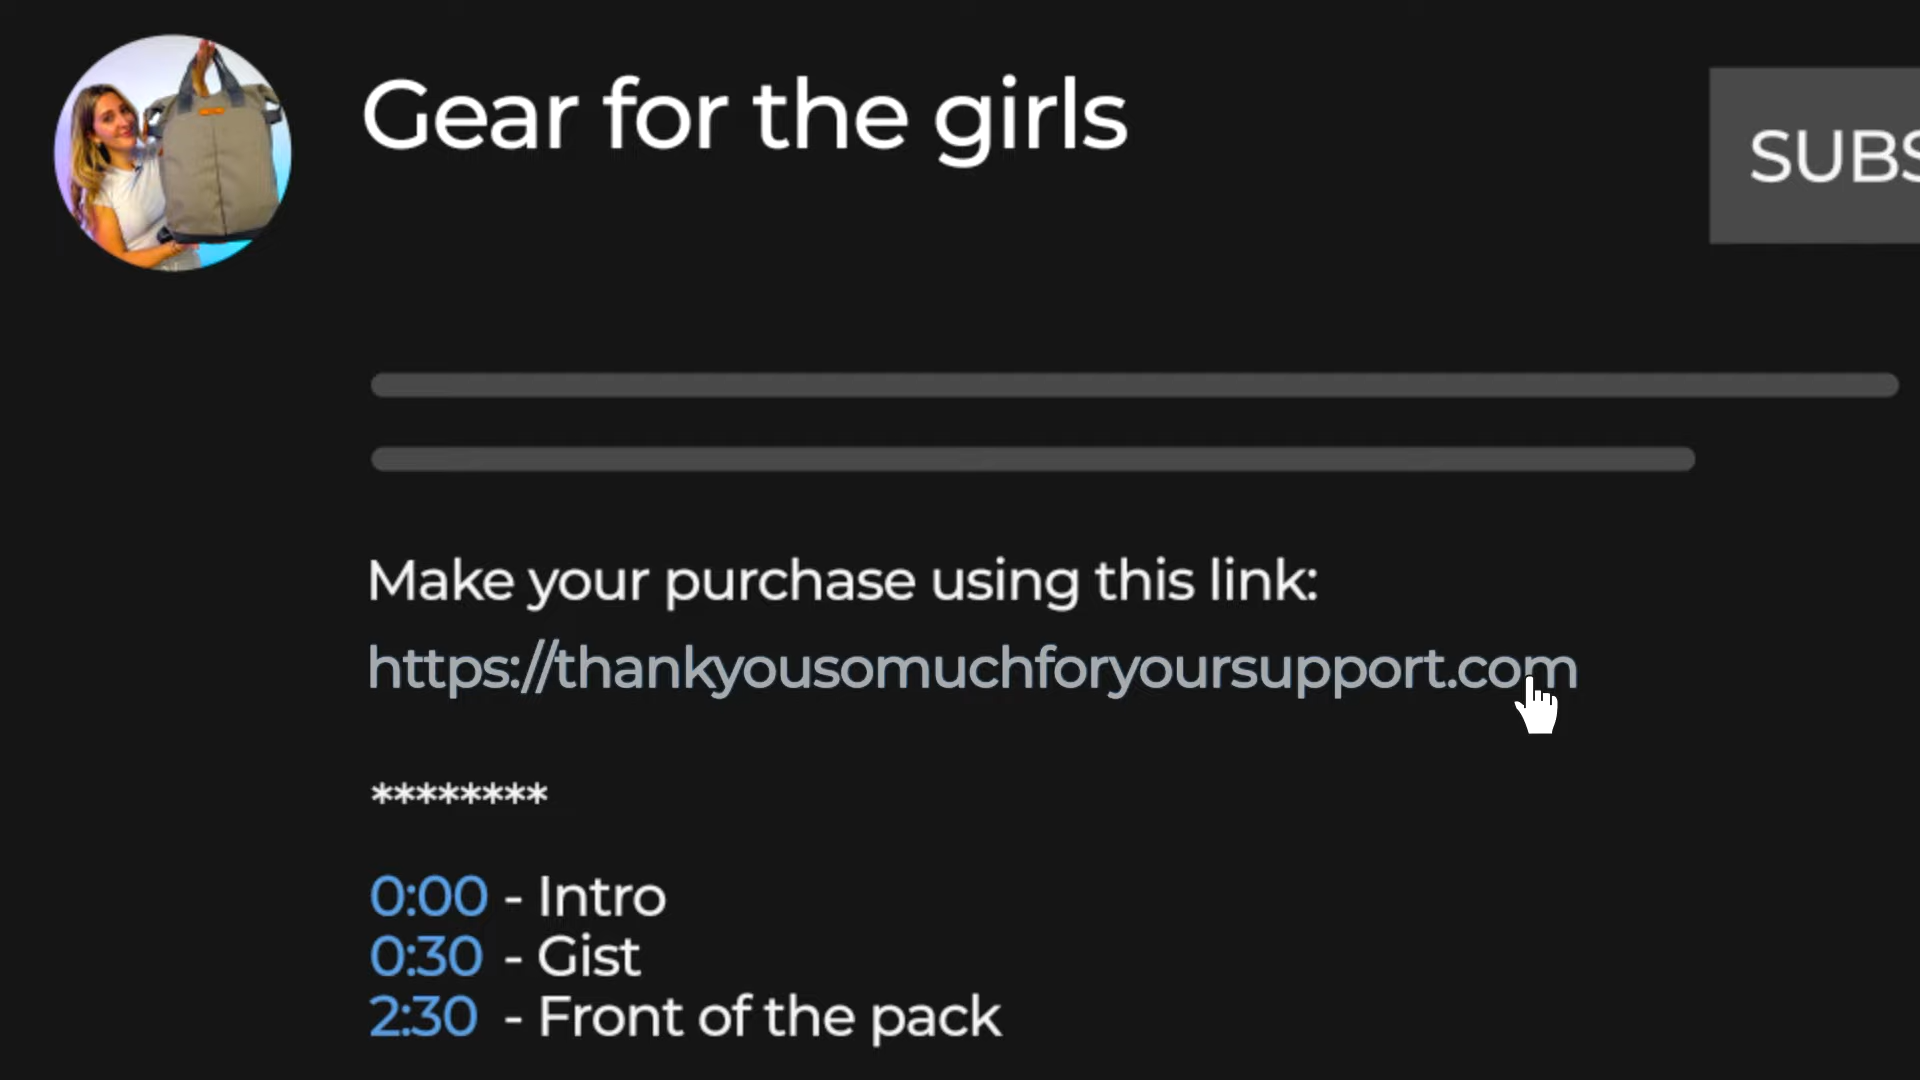 Gear for the girls
SUBS
Make your purchase using this link:
https://thankyousomuchforyoursupport.com
********
0:00 - Intro
0:30 - Gist
2:30 - Front of the pack